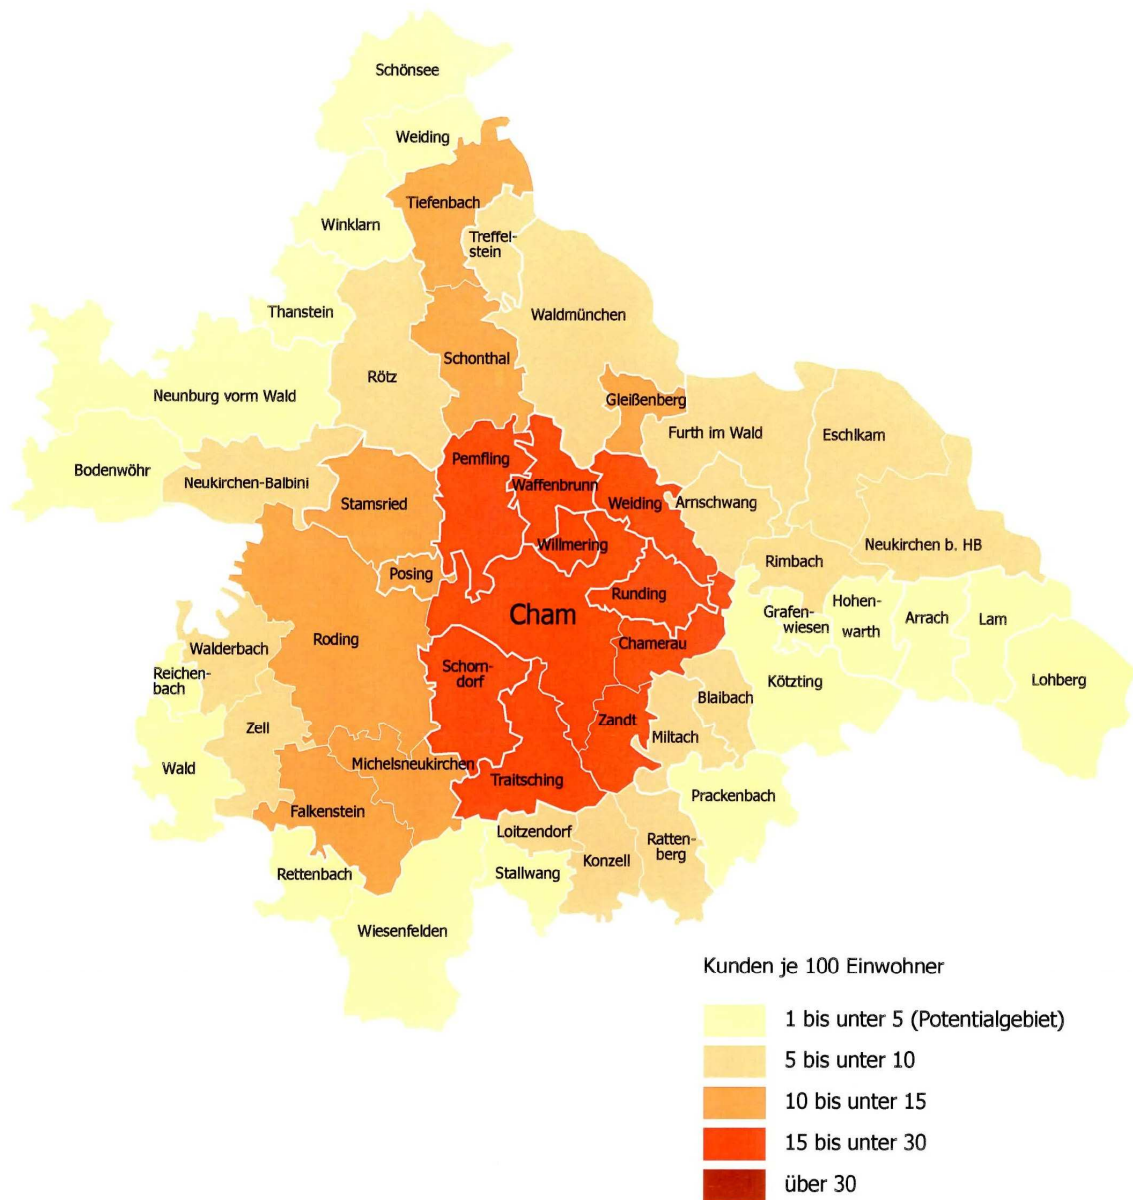 Schönsee
Weiding
Tiefenbach
Winklarn
Treffel-
stein
Thanstein
Waldmünchen
Schonthal
Rötz
Neunburg vorm Wald
Gleißenberg
Furth im Wald
Eschlkam
Bodenwöhr
Neukirchen-Balbini
Pemfling
Waffenbrunn
Stamsried
Weiding
Arnschwang
Willmering
Neukirchen b. HB
Rimbach
Posing
Runding
Cham
Grafen-
wiesen
Hohen-
warth
Arrach
Lam
Roding
Chamerau
Walderbach
Reichen-
bach
Schorn-
dorf
Kötzting
Lohberg
Blaibach
Zell
Zandt
Miltach
Wald
Michelsneukirchen
Traitsching
Prackenbach
Falkenstein
Loitzendorf
Ratten-
berg
Konzell
Rettenbach
Stallwang
Wiesenfelden
Kunden je 100 Einwohner
1 bis unter 5 (Potentialgebiet)
5 bis unter 10
10 bis unter 15
15 bis unter 30
über 30